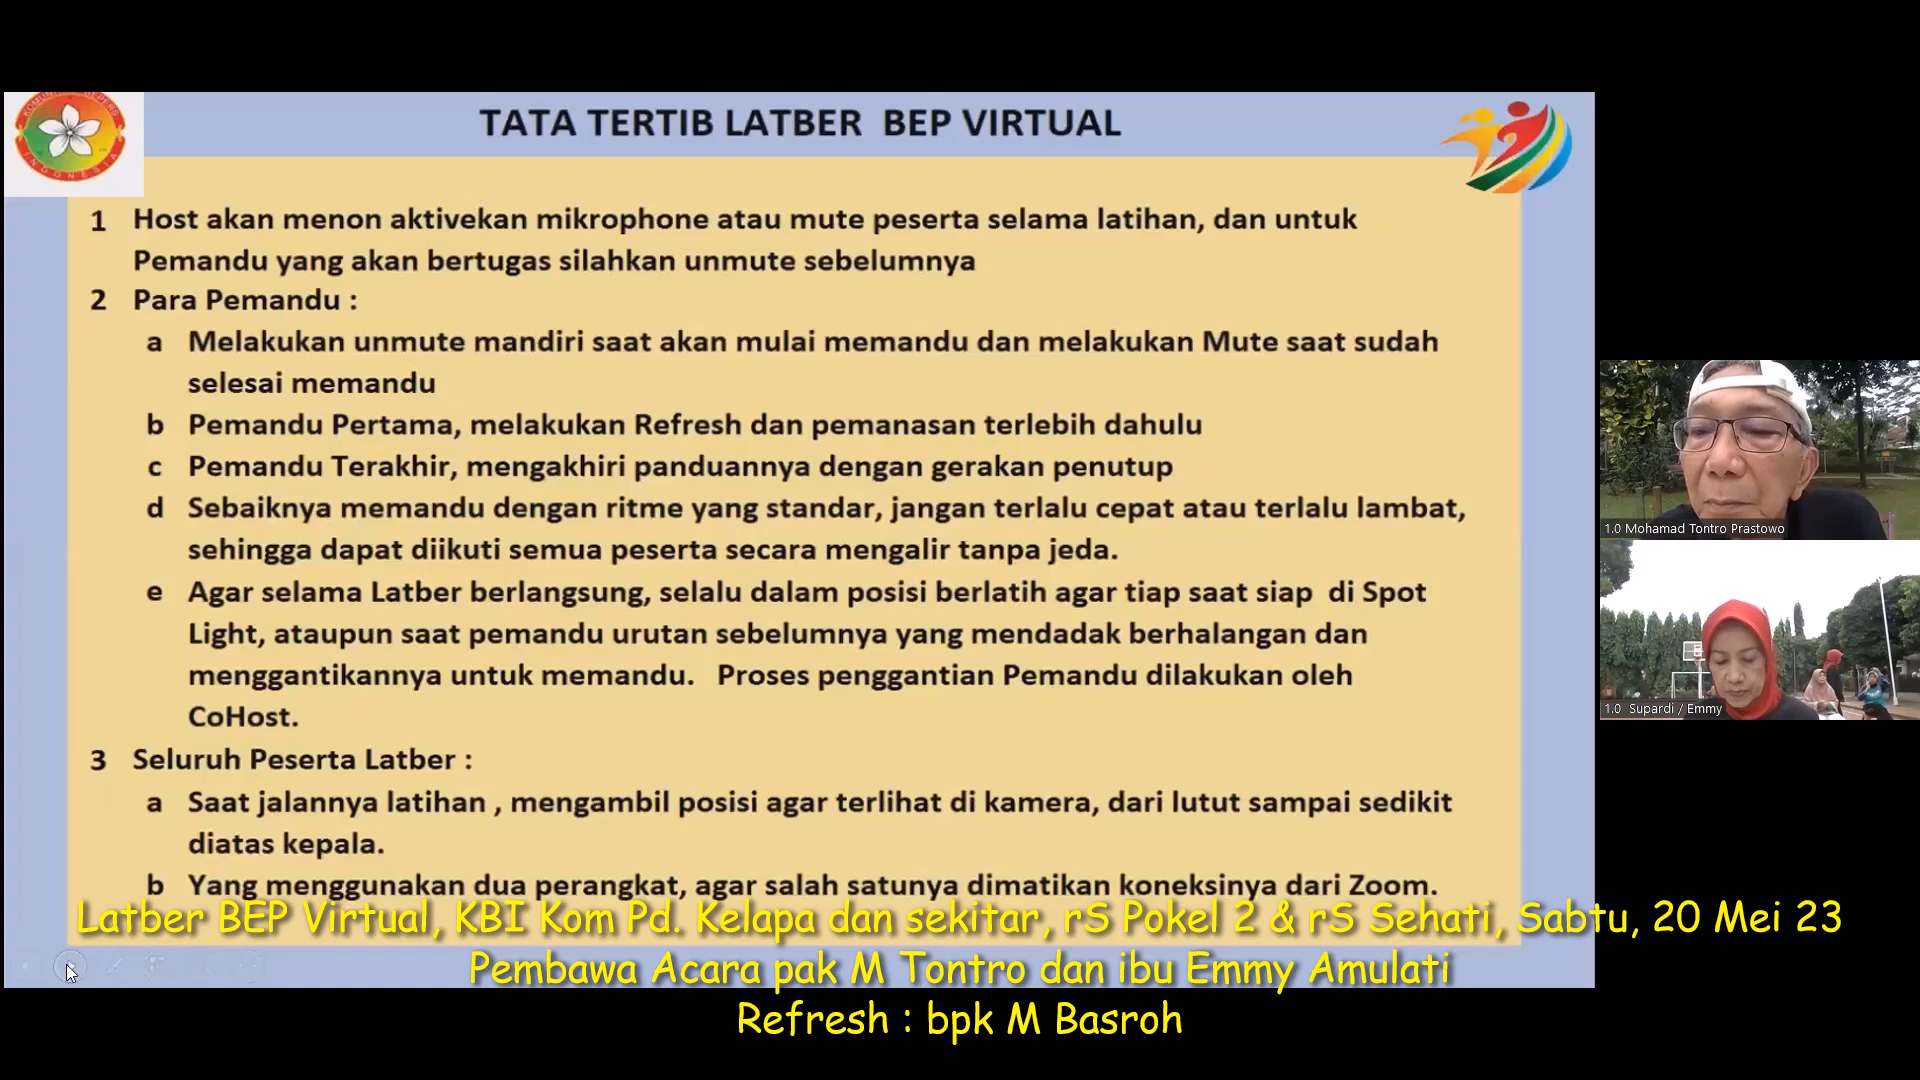 TATA TERTIB LATBER BEP VIRTUAL
1 Host akan menon aktivekan mikrophone atau mute peserta selama latihan, dan untuk
Pemandu yang akan bertugas silahkan unmute sebelumnya
2 Para Pemandu :
a Melakukan unmute mandiri saat akan mulai memandu dan melakukan Mute saat sudah
selesai memandu
b Pemandu Pertama, melakukan Refresh dan pemanasan terlebih dahulu
c Pemandu Terakhir, mengakhiri panduannya dengan gerakan penutup
d Sebaiknya memandu dengan ritme yang standar, jangan terlalu cepat atau terlalu lambat,
sehingga dapat diikuti semua peserta secara mengalir tanpa jeda.
e Agar selama Latber berlangsung, selalu dalam posisi berlatih agar tiap saat siap di Spot
Light, ataupun saat pemandu urutan sebelumnya yang mendadak berhalangan dan
menggantikannya untuk memandu. Proses penggantian Pemandu dilakukan oleh
CoHost.
3 Seluruh Peserta Latber :
a Saat jalannya latihan , mengambil posisi agar terlihat di kamera, dari lutut sampai sedikit
diatas kepala.
b Yang menggunakan dua perangkat, agar salah satunya dimatikan koneksinya dari Zoom.
Latber BEP Virtual, KBI Kom Pd. Kelapa dan sekitar, rS Pokel 2 & rS Sehati, Sabtu, 20 Mei 23
Pembawa Acara pak M Tontro dan ibu Emmy Amulati
Refresh : bpk M Basroh
1.0 Mohamad Tontro Prastowo
1.0 Supardi / Emmy
INDONESIA